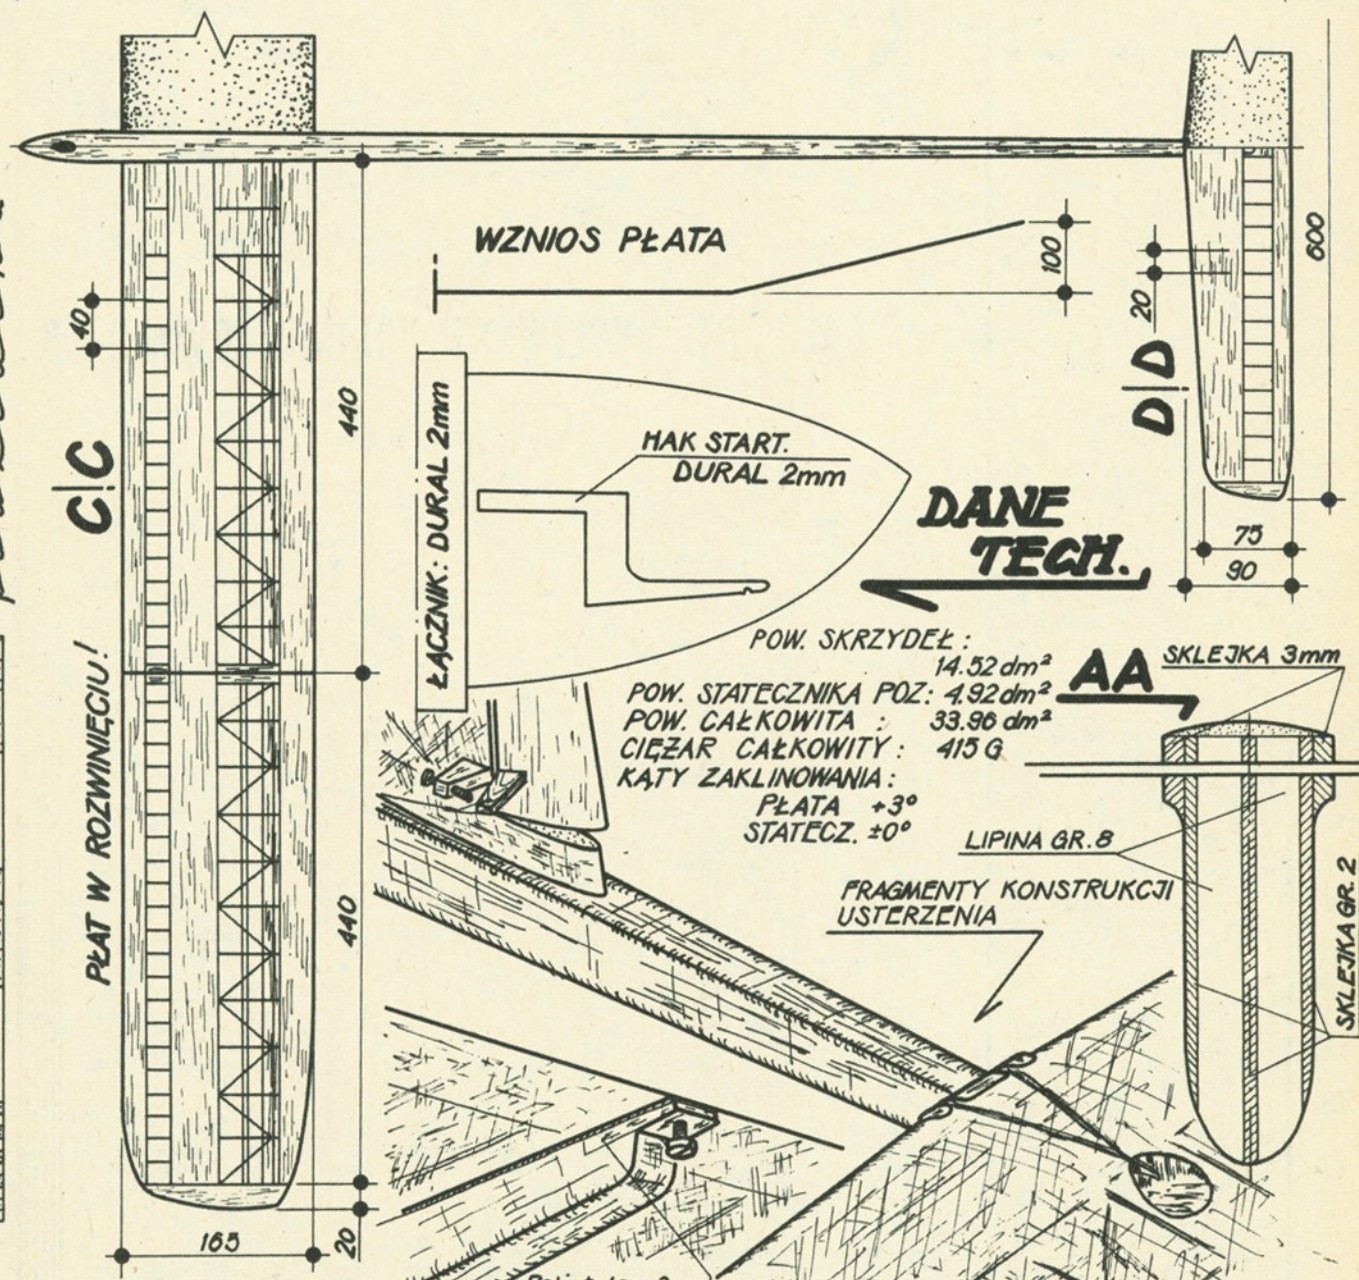 WZNIOS PŁATA
100
600
20
D|D
40
C|C
440
ŁĄCZNIK: DURAL 2mm
HAK START.
DURAL 2mm
DANE
TECH.
75
90
PŁAT W ROZWINIĘCIU!
POW. SKRZYDEŁ:
14.52 dm²
POW. STATECZNIKA POZ: 4.92 dm²
POW. CAŁKOWITA : 33.96 dm²
CIĘŻAR CAŁKOWITY: 415 G
KĄTY ZAKLINOWANIA:
PŁATA +3°
STATECZ. ±0°
AA
SKLEJKA 3mm
LIPINA GR. 8
SKLEJKA GR. 2
FRAGMENTY KONSTRUKCJI
USTERZENIA
440
165
20